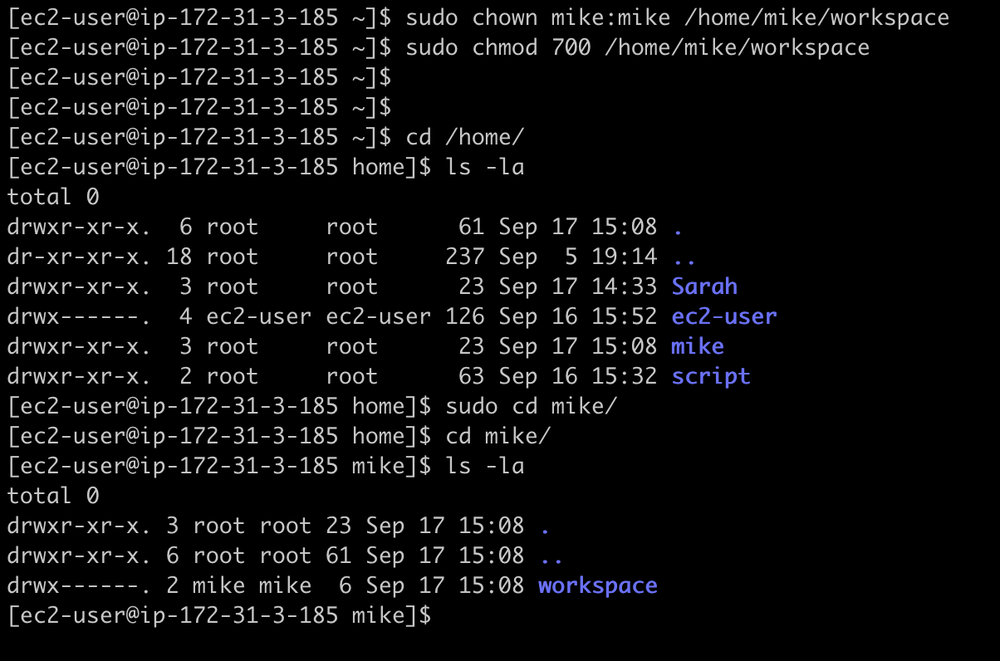 [ec2-user@ip-172-31-3-185 ~]$ sudo chown mike:mike /home/mike/workspace
[ec2-user@ip-172-31-3-185 ~]$ sudo chmod 700 /home/mike/workspace
[ec2-user@ip-172-31-3-185 ~]$
[ec2-user@ip-172-31-3-185 ~]$
[ec2-user@ip-172-31-3-185 ~]$ cd /home/
[ec2-user@ip-172-31-3-185 home]$ ls -la
total 0
drwxr-xr-x.  6 root     root      61 Sep 17 15:08 .
dr-xr-xr-x. 18 root     root     237 Sep  5 19:14 ..
drwxr-xr-x.  3 root     root      23 Sep 17 14:33 Sarah
drwx------.  4 ec2-user ec2-user 126 Sep 16 15:52 ec2-user
drwxr-xr-x.  3 root     root      23 Sep 17 15:08 mike
drwxr-xr-x.  2 root     root      63 Sep 16 15:32 script
[ec2-user@ip-172-31-3-185 home]$ sudo cd mike/
[ec2-user@ip-172-31-3-185 home]$ cd mike/
[ec2-user@ip-172-31-3-185 mike]$ ls -la
total 0
drwxr-xr-x. 3 root root 23 Sep 17 15:08 .
drwxr-xr-x. 6 root root 61 Sep 17 15:08 ..
drwx------. 2 mike mike  6 Sep 17 15:08 workspace
[ec2-user@ip-172-31-3-185 mike]$